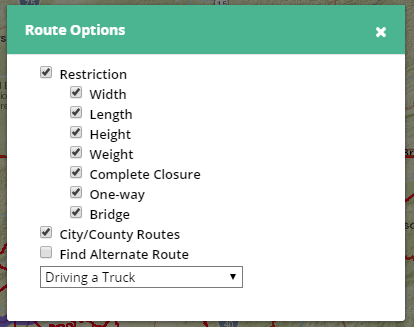 Route Options
Restriction
Width
Length
Height
Weight
Complete Closure
One-way
Bridge
City/County Routes
Find Alternate Route
Driving a Truck